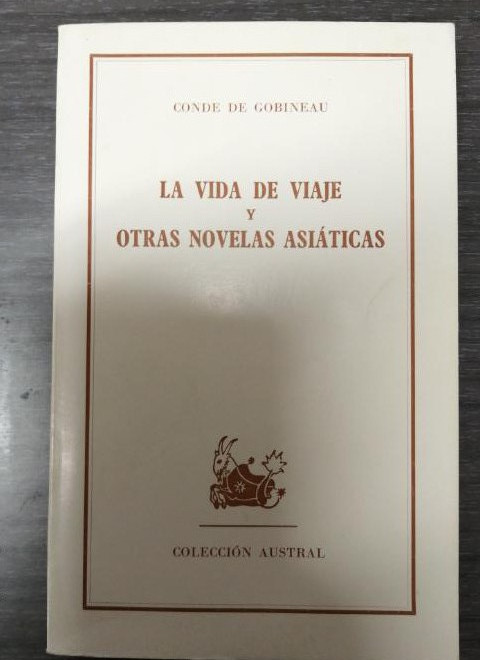 CONDE DE GOBINEAU
LA VIDA DE VIAJE
Y
OTRAS NOVELAS ASIÁTICAS
COLECCIÓN AUSTRAL